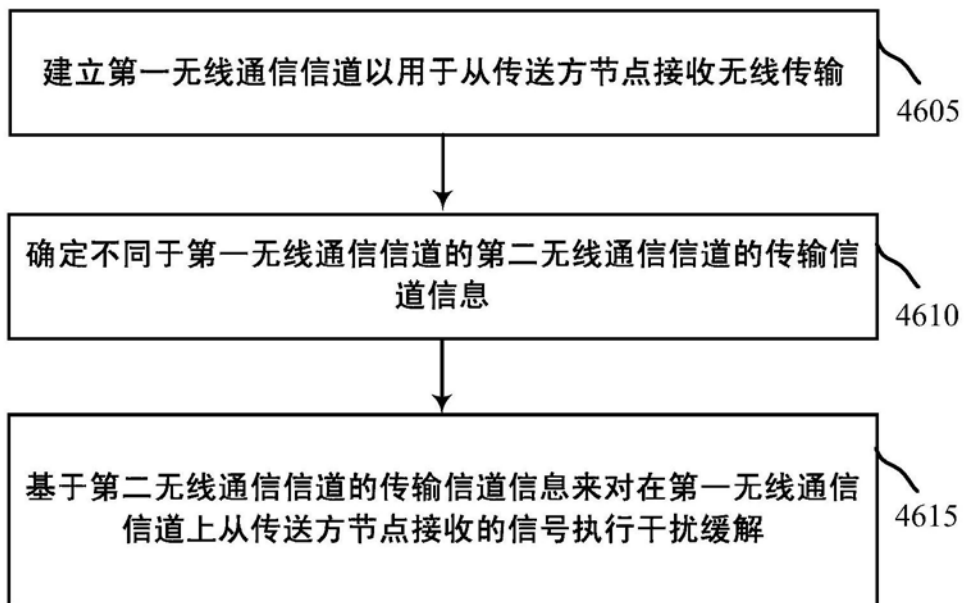 建立第一无线通信信道以用于从传送方节点接收无线传输
4605
确定不同于第一无线通信信道的第二无线通信信道的传输信
道信息
4610
基于第二无线通信信道的传输信道信息来对在第一无线通信
信道上从传送方节点接收的信号执行干扰缓解
4615